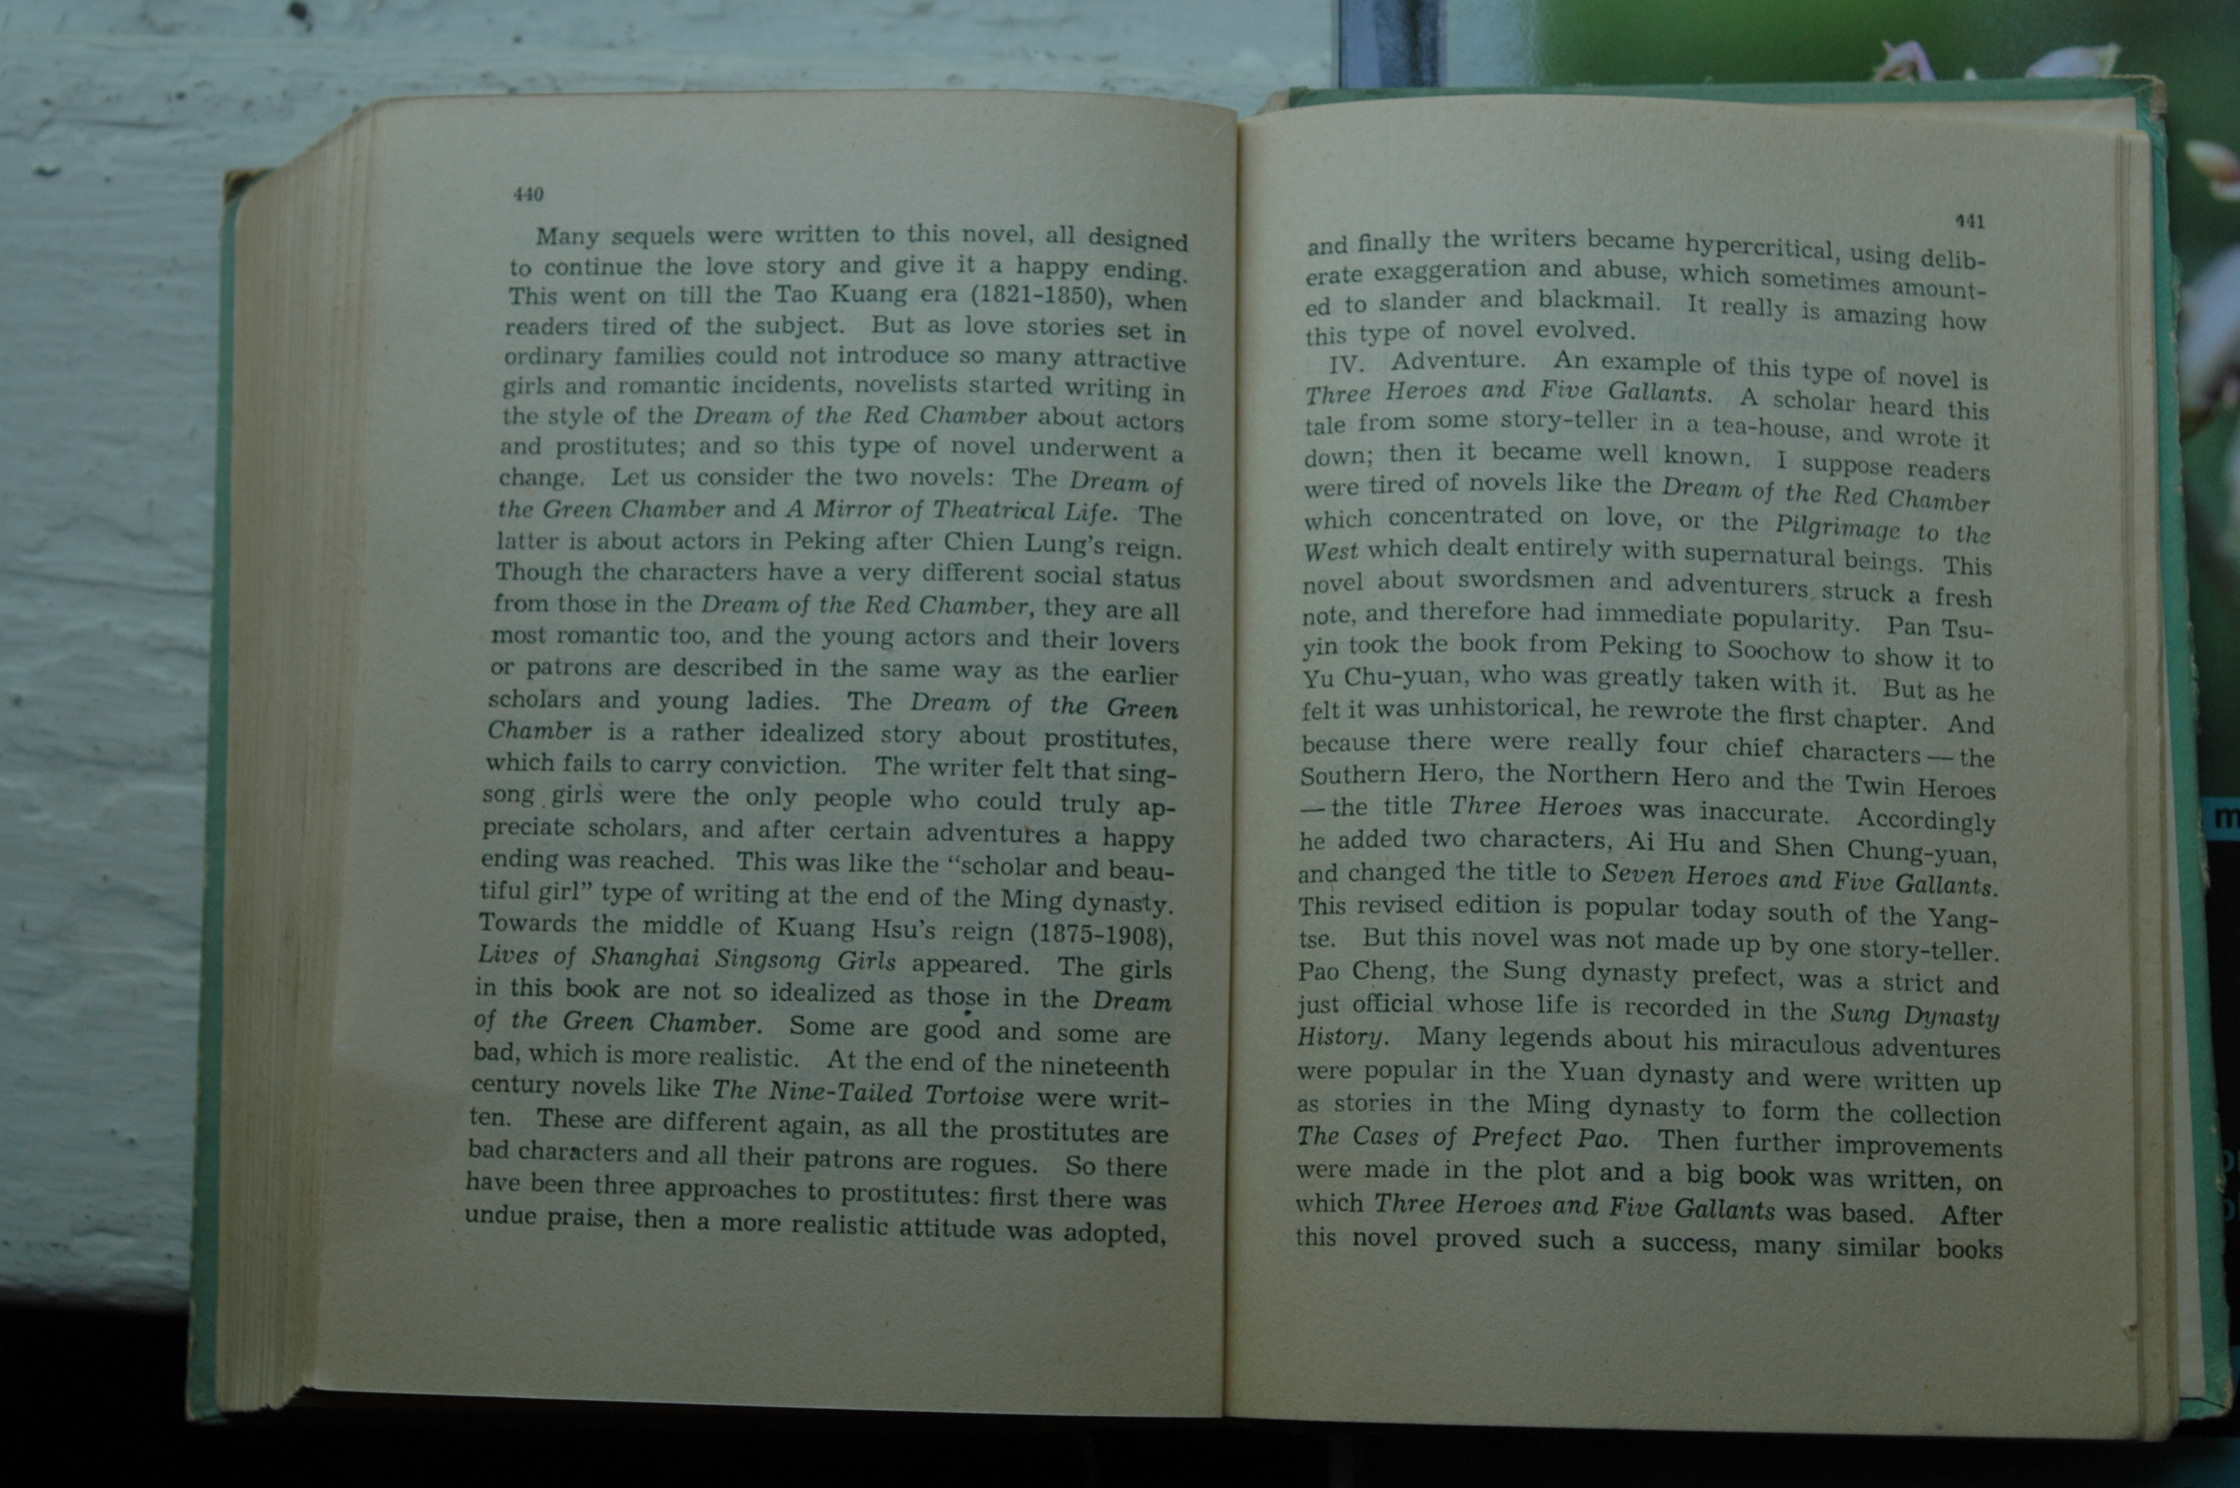 440
Many sequels were written to this novel, all designed
to continue the love story and give it a happy ending.
This went on till the Tao Kuang era (1821-1850), when
readers tired of the subject. But as love stories set in
ordinary families could not introduce so many attractive
girls and romantic incidents, novelists started writing in
the style of the Dream of the Red Chamber about actors
and prostitutes; and so this type of novel underwent a
change. Let us consider the two novels: The Dream of
the Green Chamber and A Mirror of Theatrical Life. The
latter is about actors in Peking after Chien Lung's reign.
Though the characters have a very different social status
from those in the Dream of the Red Chamber, they are all
most romantic too, and the young actors and their lovers
or patrons are described in the same way as the earlier
scholars and young ladies. The Dream of the Green
Chamber is a rather idealized story about prostitutes,
which fails to carry conviction. The writer felt that sing-
song girls were the only people who could truly ap-
preciate scholars, and after certain adventures a happy
ending was reached. This was like the “scholar and beau-
tiful girl” type of writing at the end of the Ming dynasty.
Towards the middle of Kuang Hsu's reign (1875-1908),
Lives of Shanghai Singsong Girls appeared. The girls
in this book are not so idealized as those in the Dream
of the Green Chamber. Some are good and some are
bad, which is more realistic. At the end of the nineteenth
century novels like The Nine-Tailed Tortoise were writ-
ten. These are different again, as all the prostitutes are
bad characters and all their patrons are rogues. So there
have been three approaches to prostitutes: first there was
undue praise, then a more realistic attitude was adopted,
441
and finally the writers became hypercritical, using delib-
erate exaggeration and abuse, which sometimes amount-
ed to slander and blackmail. It really is amazing how
this type of novel evolved.
IV. Adventure. An example of this type of novel is
Three Heroes and Five Gallants. A scholar heard this
tale from some story-teller in a tea-house, and wrote it
down; then it became well known. I suppose readers
were tired of novels like the Dream of the Red Chamber
which concentrated on love, or the Pilgrimage to the
West which dealt entirely with supernatural beings. This
novel about swordsmen and adventurers struck a fresh
note, and therefore had immediate popularity. Pan Tsu-
yin took the book from Peking to Soochow to show it to
Yu Chu-yuan, who was greatly taken with it. But as he
felt it was unhistorical, he rewrote the first chapter. And
because there were really four chief characters — the
Southern Hero, the Northern Hero and the Twin Heroes
— the title Three Heroes was inaccurate. Accordingly
he added two characters, Ai Hu and Shen Chung-yuan,
and changed the title to Seven Heroes and Five Gallants.
This revised edition is popular today south of the Yang-
tse. But this novel was not made up by one story-teller.
Pao Cheng, the Sung dynasty prefect, was a strict and
just official whose life is recorded in the Sung Dynasty
History. Many legends about his miraculous adventures
were popular in the Yuan dynasty and were written up
as stories in the Ming dynasty to form the collection
The Cases of Prefect Pao. Then further improvements
were made in the plot and a big book was written, on
which Three Heroes and Five Gallants was based. After
this novel proved such a success, many similar books